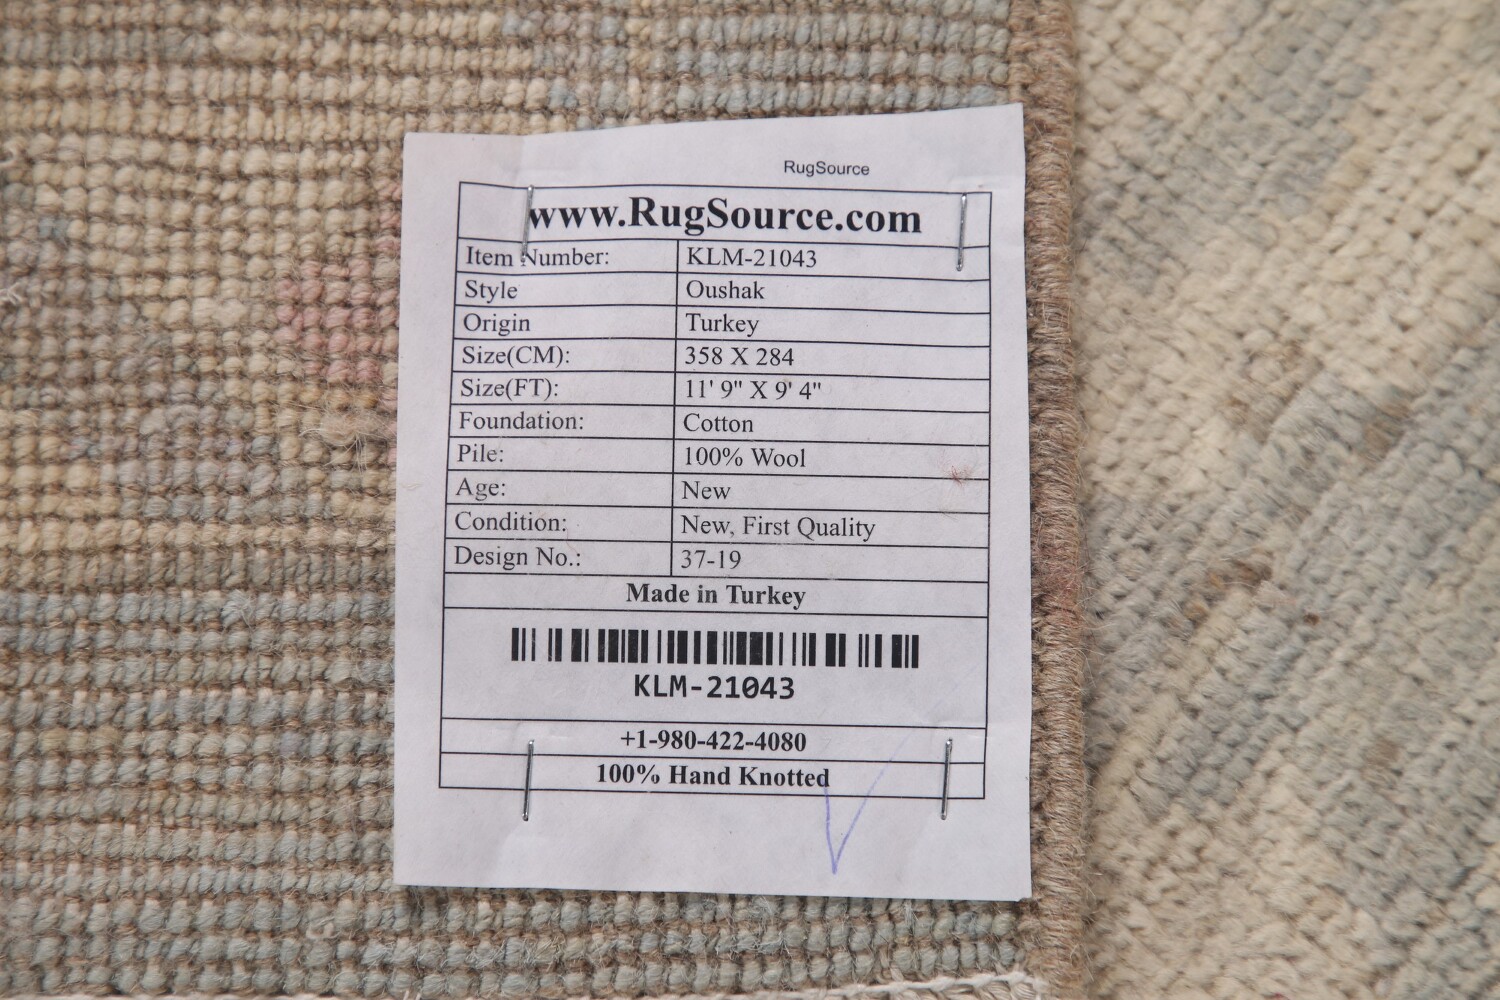 RugSource
www.RugSource.com
Item Number: KLM-21043
Style Oushak
Origin Turkey
Size(CM): 358 X 284
Size(FT): 11' 9" X 9' 4"
Foundation: Cotton
Pile: 100% Wool
Age: New
Condition: New, First Quality
Design No.: 37-19
Made in Turkey
KLM-21043
+1-980-422-4080
100% Hand Knotted